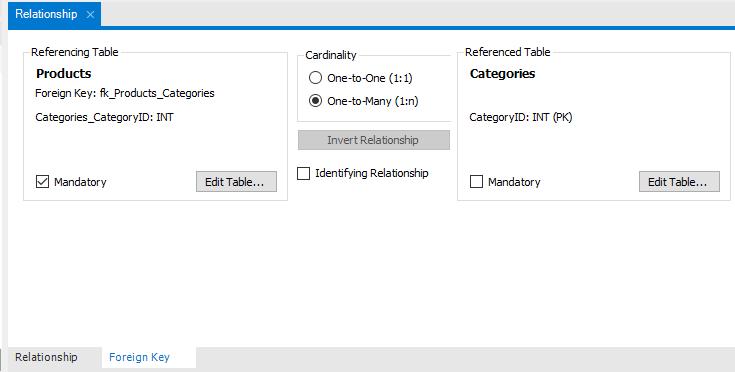 Relationship ×
Referencing Table
Products
Foreign Key: fk_Products_Categories
Categories_CategoryID: INT
Mandatory
Edit Table...
Cardinality
One-to-One (1:1)
One-to-Many (1:n)
Invert Relationship
Identifying Relationship
Referenced Table
Categories
CategoryID: INT (PK)
Mandatory
Edit Table...
Relationship Foreign Key